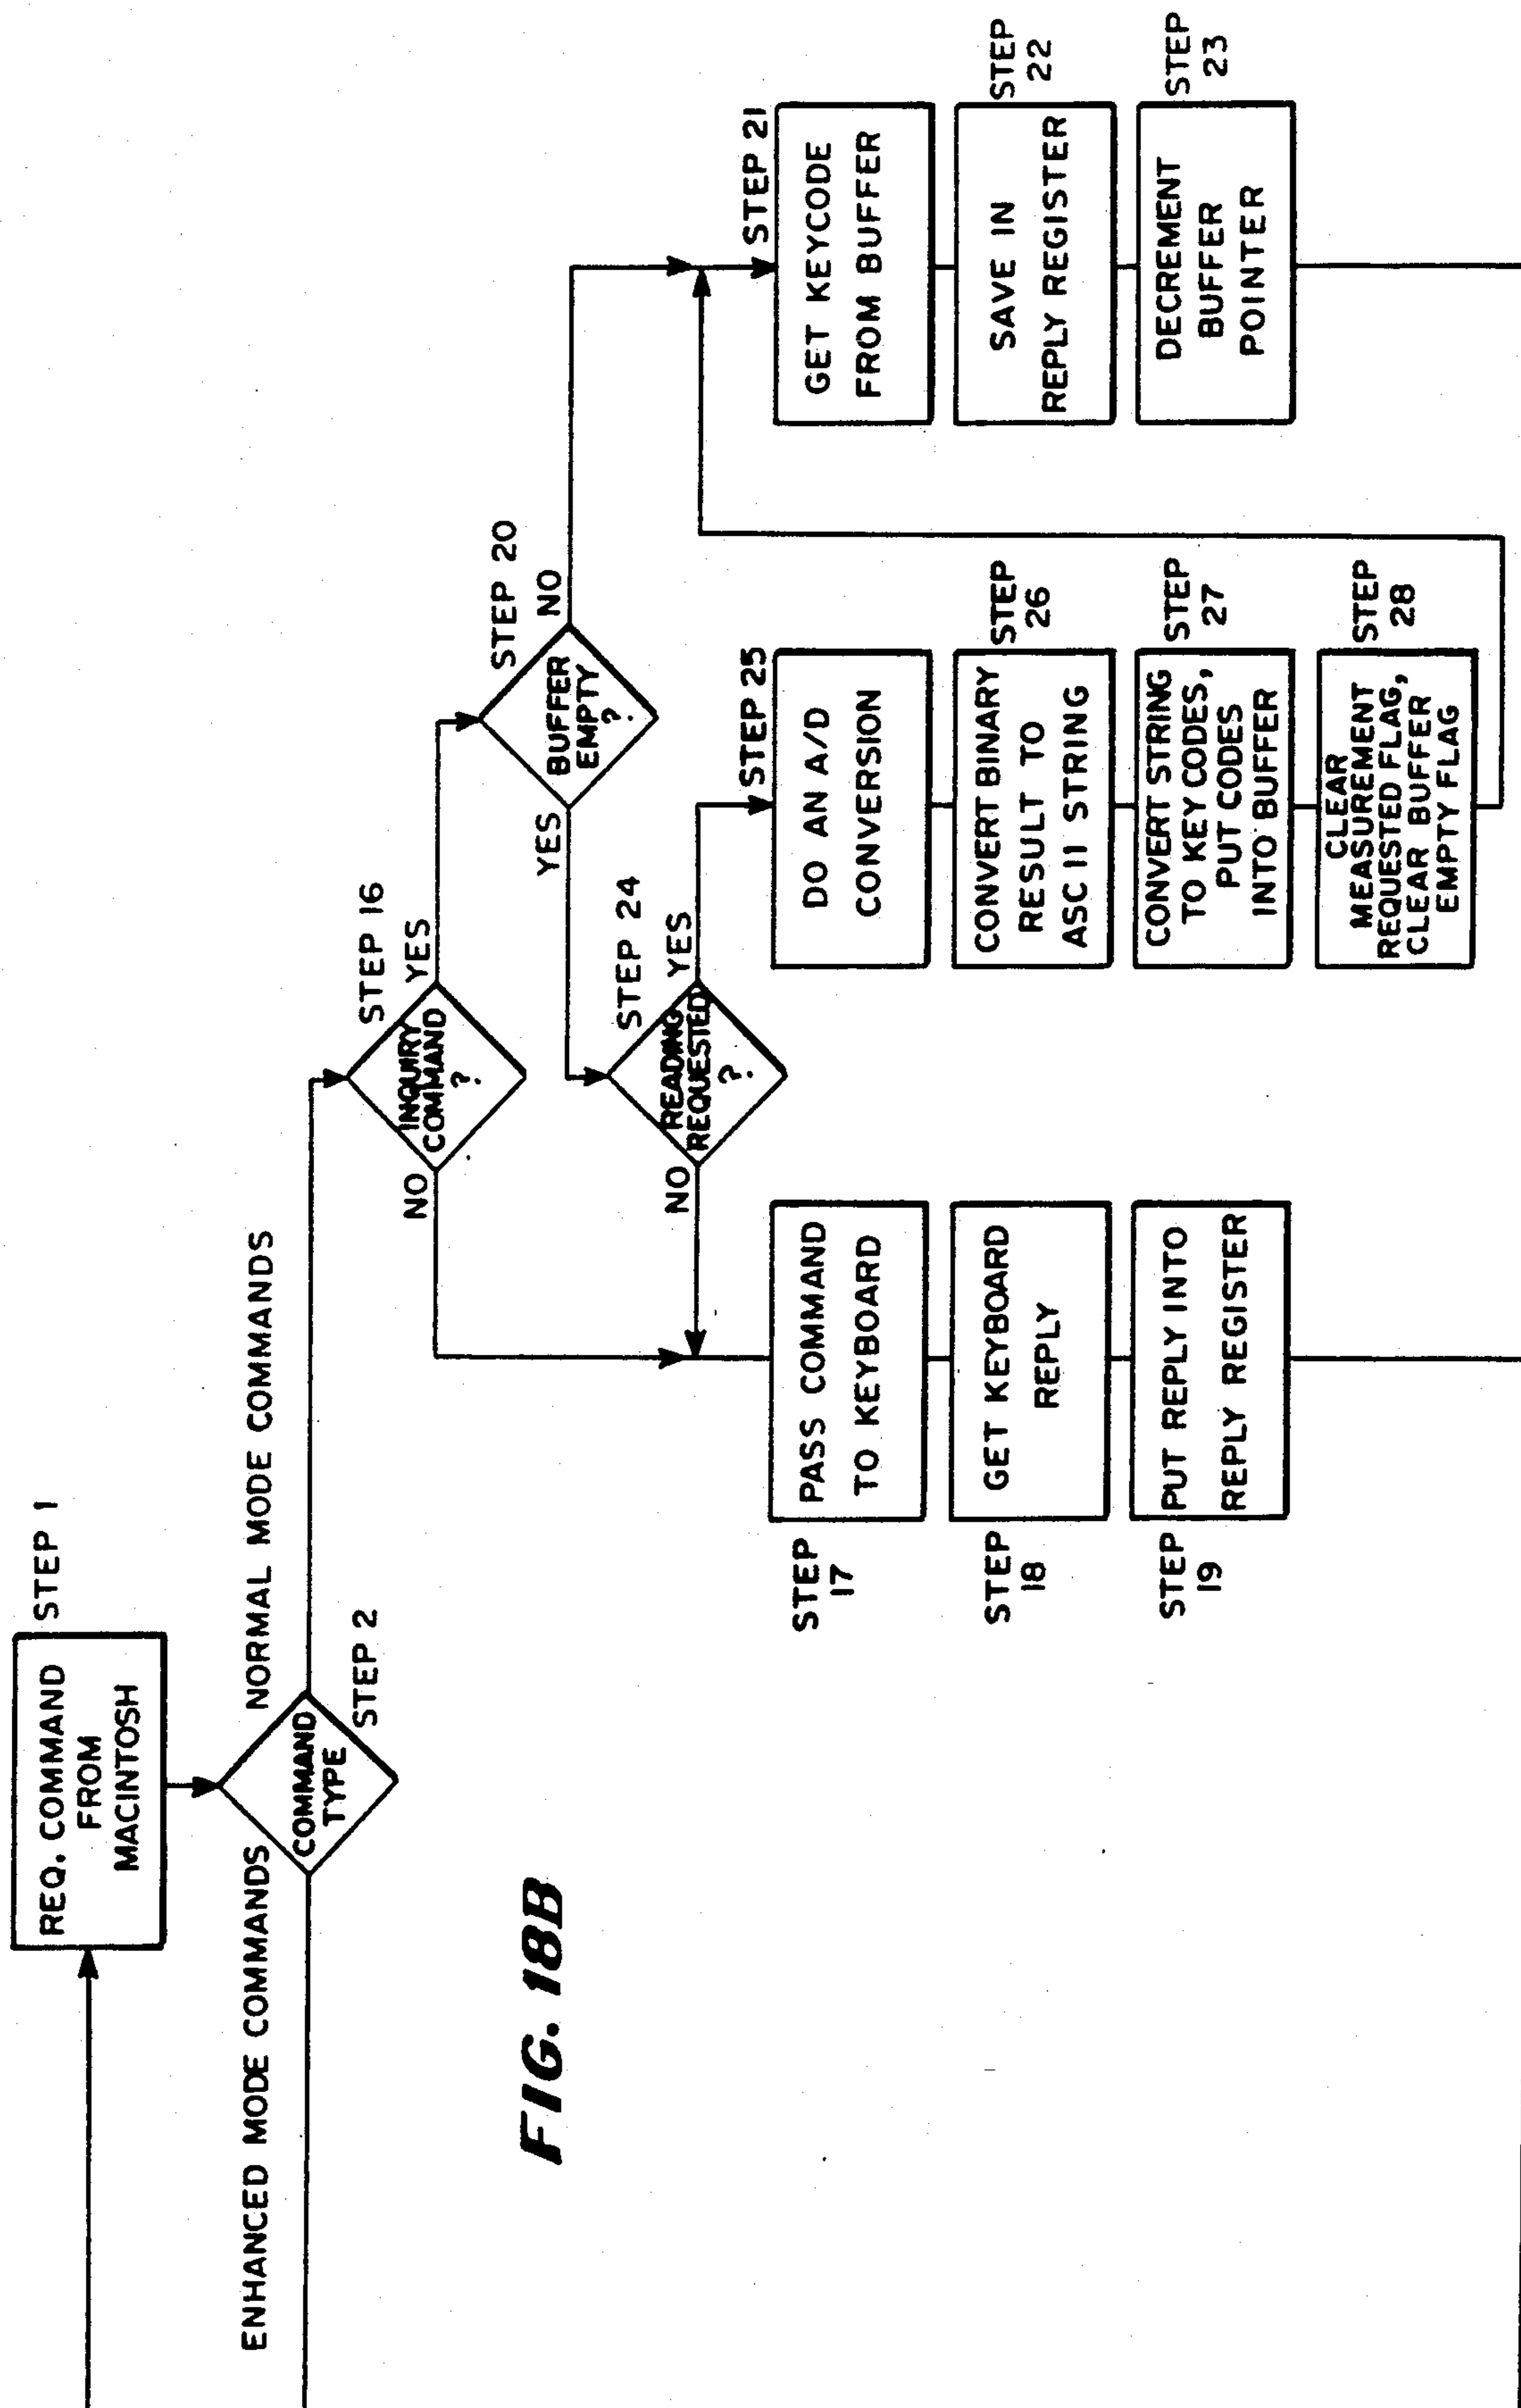 REQ. COMMAND
FROM
MACINTOSH
STEP 1
ENHANCED MODE COMMANDS
NORMAL MODE COMMANDS
COMMAND
TYPE
STEP 2
STEP 16
INQUIRY
COMMAND
?
NO
YES
STEP 20
BUFFER
EMPTY
?
YES
NO
STEP 24
READING
REQUESTED
?
NO
YES
STEP
17
PASS COMMAND
TO KEYBOARD
STEP
18
GET KEYBOARD
REPLY
STEP
19
PUT REPLY INTO
REPLY REGISTER
STEP 25
DO AN A/D
CONVERSION
STEP
26
CONVERT BINARY
RESULT TO
ASC II STRING
STEP
27
CONVERT STRING
TO KEY CODES,
PUT CODES
INTO BUFFER
STEP
28
CLEAR
MEASUREMENT
REQUESTED FLAG,
CLEAR BUFFER
EMPTY FLAG
STEP 21
GET KEYCODE
FROM BUFFER
STEP
22
SAVE IN
REPLY REGISTER
STEP
23
DECREMENT
BUFFER
POINTER
FIG. 18B